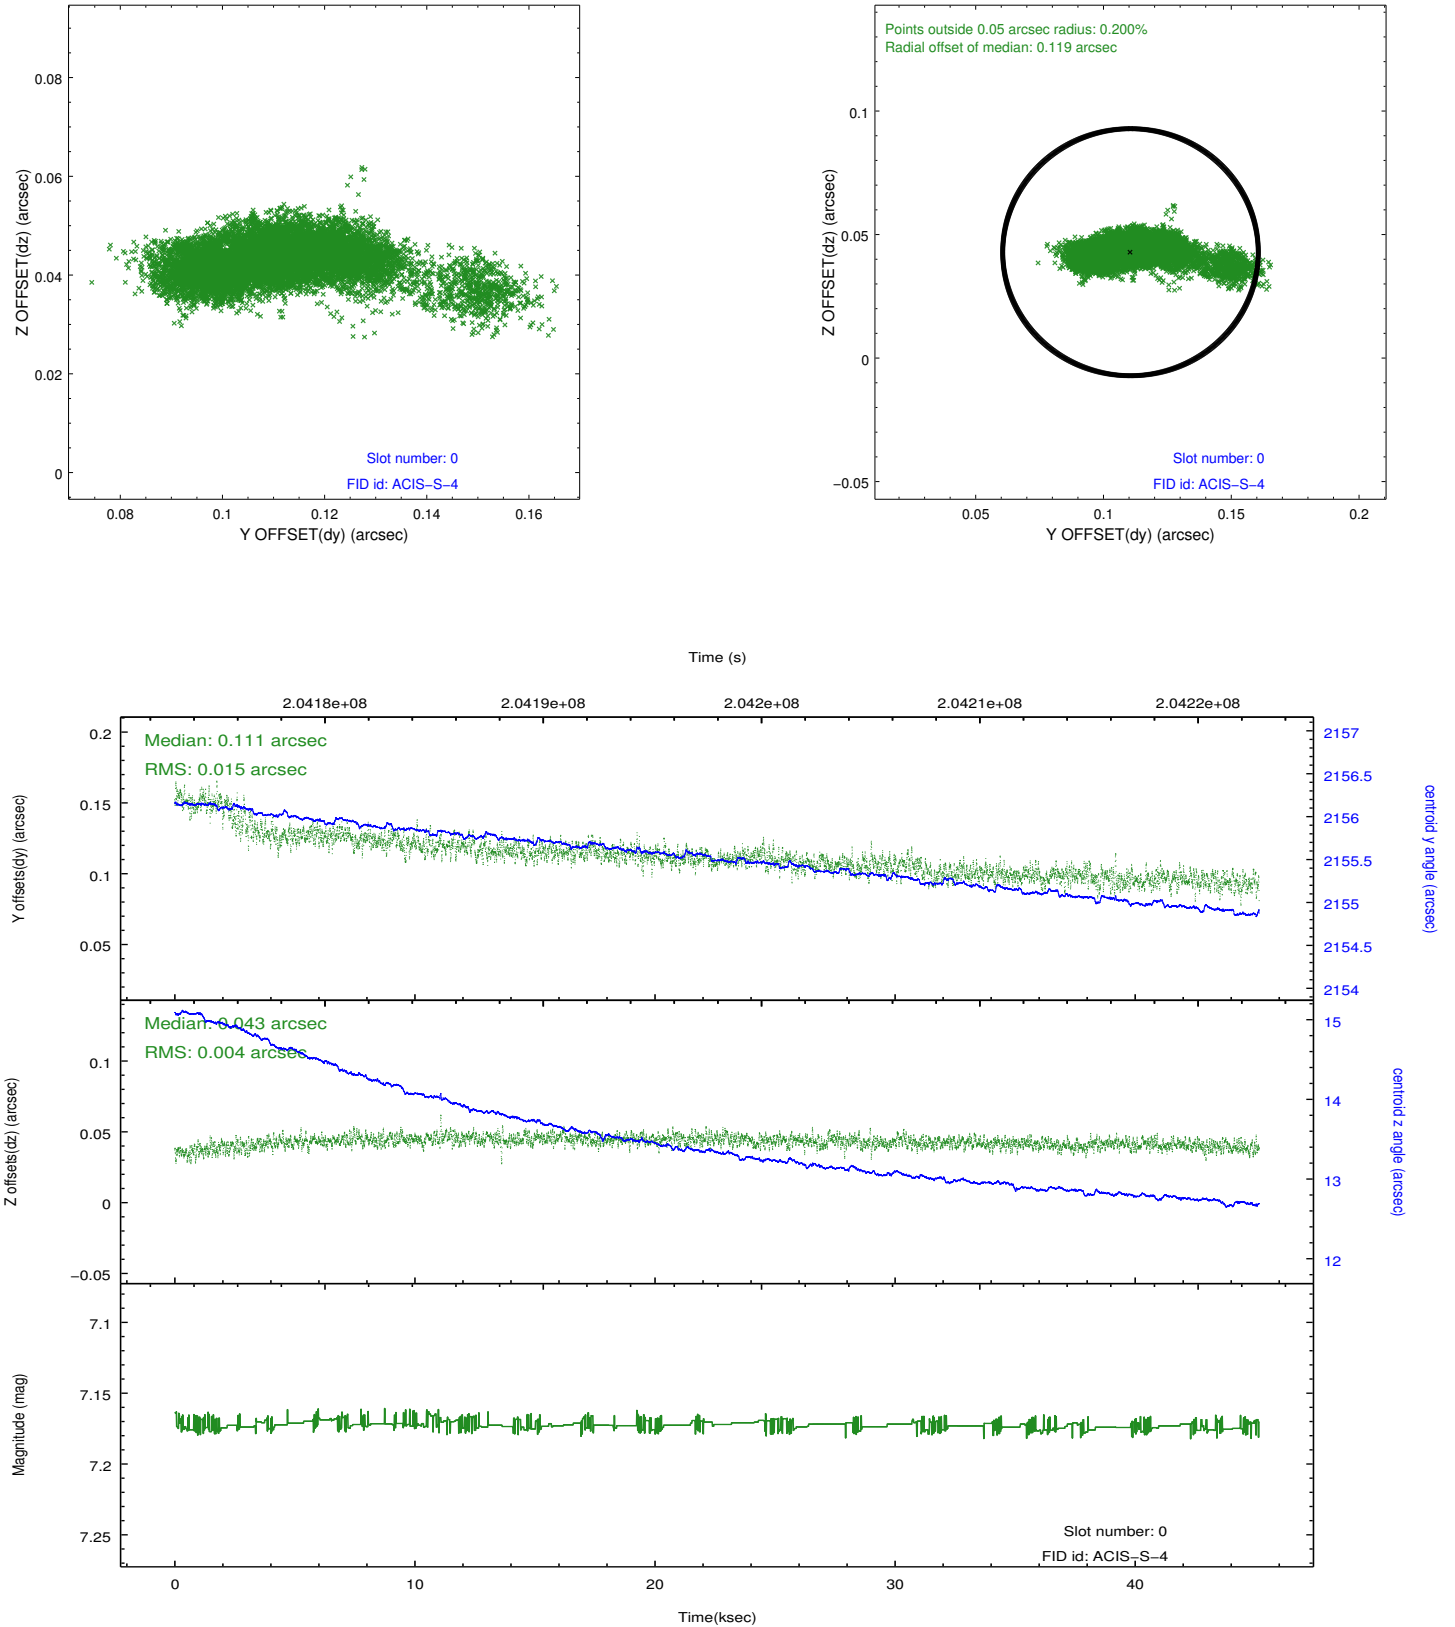 0.08
0.06
0.04
0.02
0
Z OFFSET(dz) (arcsec)
Slot number: 0
FID id: ACIS−S−4
0.08 0.1 0.12 0.14 0.16
Y OFFSET(dy) (arcsec)
Points outside 0.05 arcsec radius: 0.200%
Radial offset of median: 0.119 arcsec
0.1
0.05
0
−0.05
Z OFFSET(dz) (arcsec)
Slot number: 0
FID id: ACIS−S−4
0.05 0.1 0.15 0.2
Y OFFSET(dy) (arcsec)
Time (s)
2.0418e+08 2.0419e+08 2.042e+08 2.0421e+08 2.0422e+08
Median: 0.111 arcsec
RMS: 0.015 arcsec
0.2
0.15
0.1
0.05
Y offsets(dy) (arcsec)
2157
2156.5
2156
2155.5
2155
2154.5
2154
centroid y angle (arcsec)
Median: 0.043 arcsec
RMS: 0.004 arcsec
0.1
0.05
0
−0.05
Z offsets(dz) (arcsec)
15
14
13
12
centroid z angle (arcsec)
7.1
7.15
7.2
7.25
Magnitude (mag)
Slot number: 0
FID id: ACIS−S−4
0 10 20 30 40
Time(ksec)